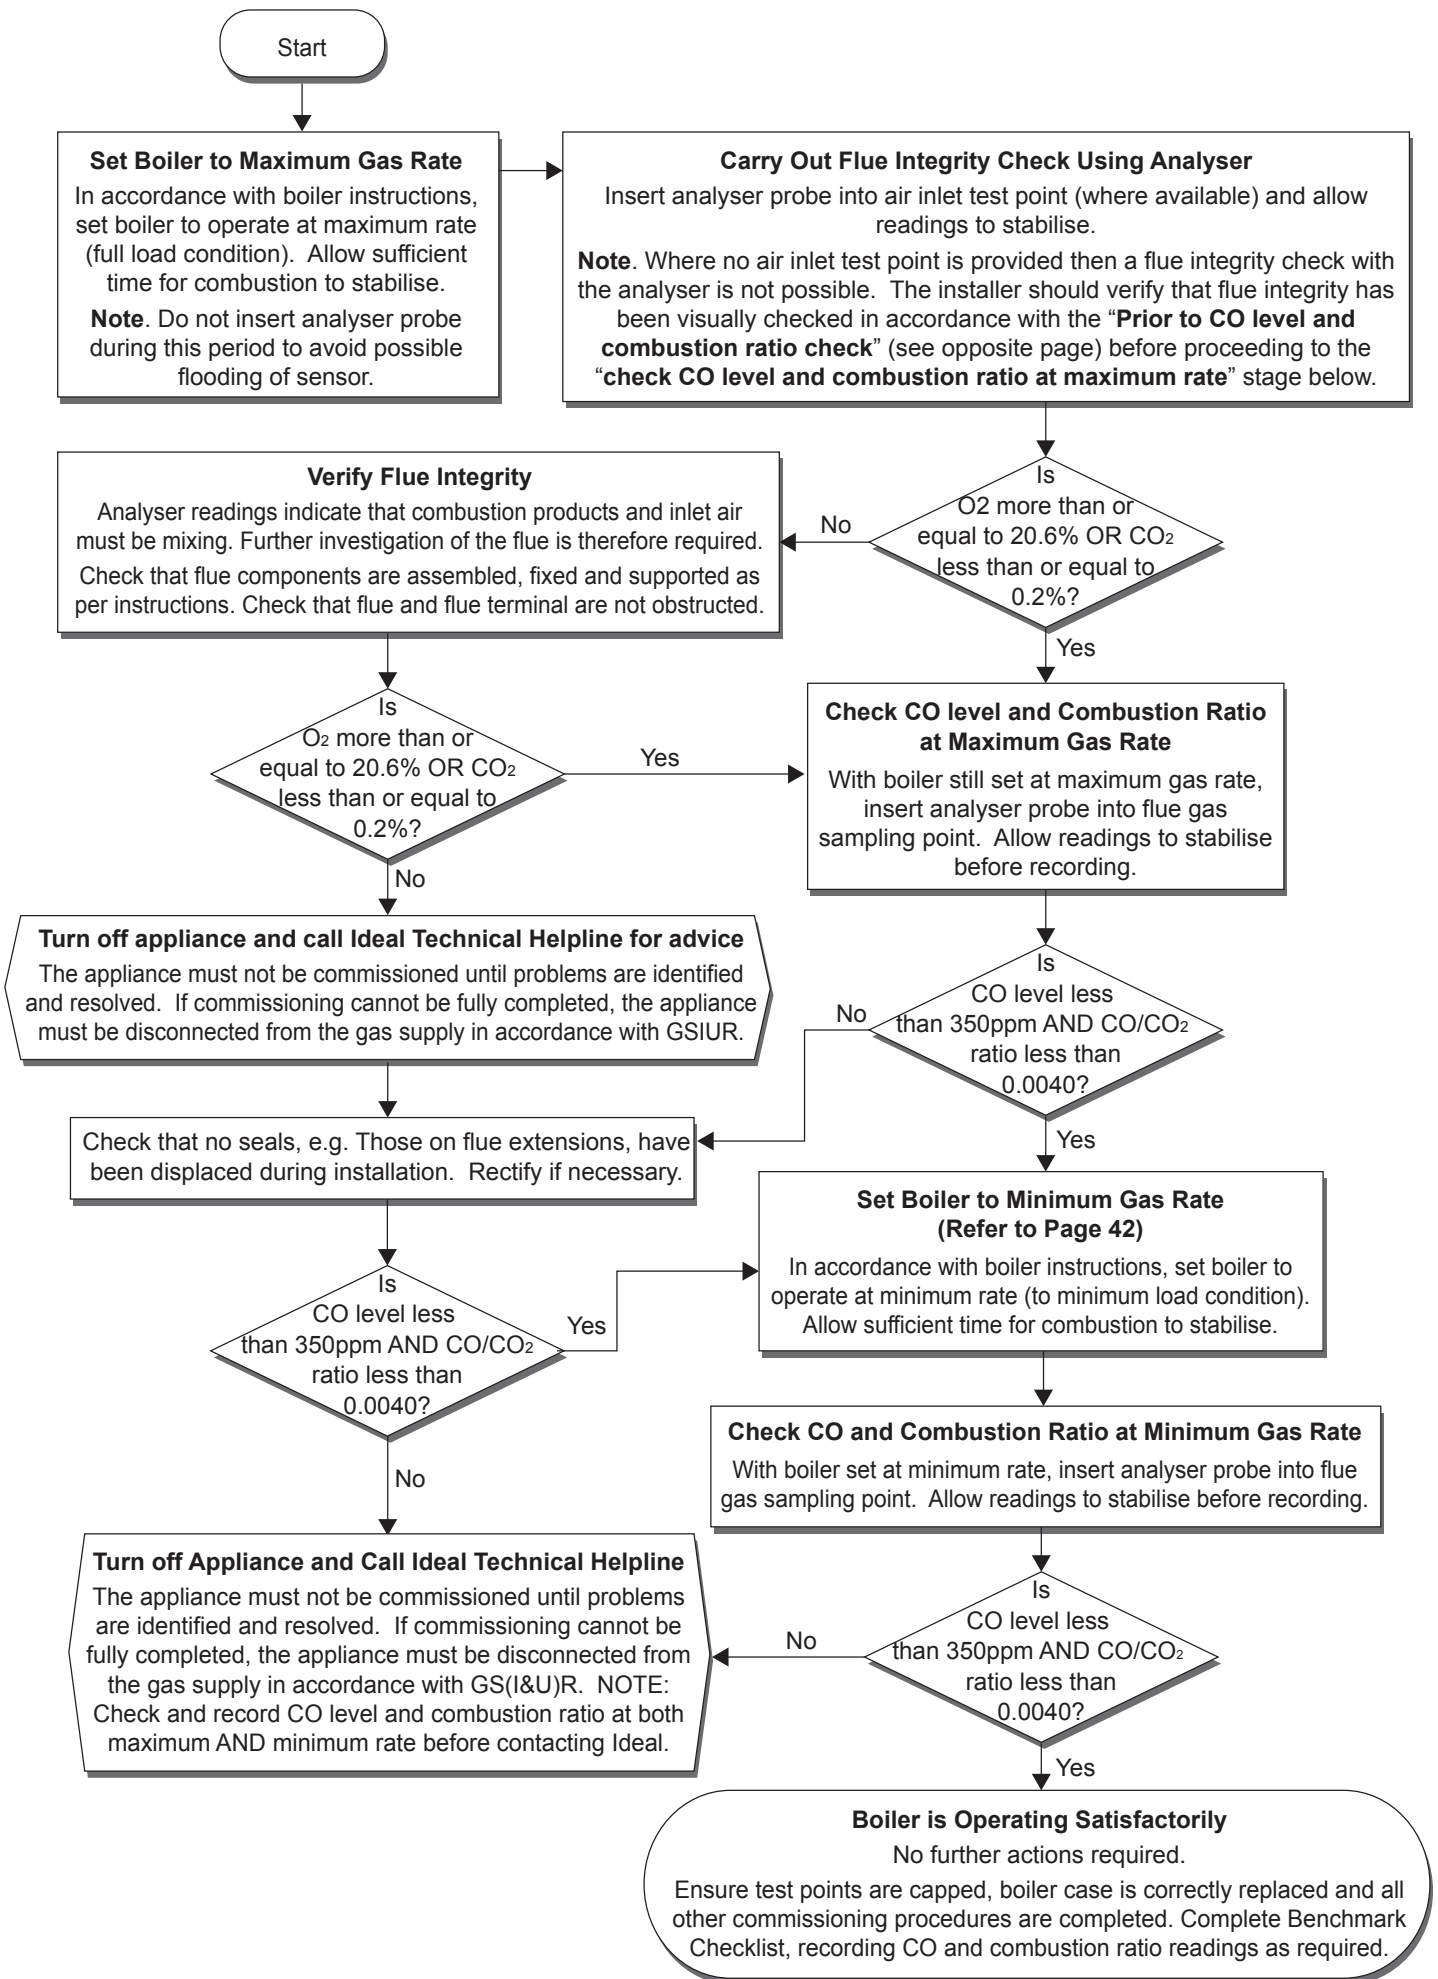 Start
Set Boiler to Maximum Gas Rate
In accordance with boiler instructions,
set boiler to operate at maximum rate
(full load condition).  Allow sufficient
time for combustion to stabilise.
Note. Do not insert analyser probe
during this period to avoid possible
flooding of sensor.
Carry Out Flue Integrity Check Using Analyser
Insert analyser probe into air inlet test point (where available) and allow
readings to stabilise.
Note. Where no air inlet test point is provided then a flue integrity check with
the analyser is not possible.  The installer should verify that flue integrity has
been visually checked in accordance with the “Prior to CO level and
combustion ratio check” (see opposite page) before proceeding to the
“check CO level and combustion ratio at maximum rate” stage below.
Is
O2 more than or
equal to 20.6% OR CO2
less than or equal to
0.2%?
No
Yes
Verify Flue Integrity
Analyser readings indicate that combustion products and inlet air
must be mixing. Further investigation of the flue is therefore required.
Check that flue components are assembled, fixed and supported as
per instructions. Check that flue and flue terminal are not obstructed.
Is
O2 more than or
equal to 20.6% OR CO2
less than or equal to
0.2%?
Yes
No
Check CO level and Combustion Ratio
at Maximum Gas Rate
With boiler still set at maximum gas rate,
insert analyser probe into flue gas
sampling point.  Allow readings to stabilise
before recording.
Turn off appliance and call Ideal Technical Helpline for advice
The appliance must not be commissioned until problems are identified
and resolved.  If commissioning cannot be fully completed, the appliance
must be disconnected from the gas supply in accordance with GSIUR.
Is
CO level less
than 350ppm AND CO/CO2
ratio less than
0.0040?
No
Yes
Check that no seals, e.g. Those on flue extensions, have
been displaced during installation.  Rectify if necessary.
Set Boiler to Minimum Gas Rate
(Refer to Page 42)
In accordance with boiler instructions, set boiler to
operate at minimum rate (to minimum load condition).
Allow sufficient time for combustion to stabilise.
Is
CO level less
than 350ppm AND CO/CO2
ratio less than
0.0040?
Yes
No
Check CO and Combustion Ratio at Minimum Gas Rate
With boiler set at minimum rate, insert analyser probe into flue
gas sampling point.  Allow readings to stabilise before recording.
Turn off Appliance and Call Ideal Technical Helpline
The appliance must not be commissioned until problems
are identified and resolved.  If commissioning cannot be
fully completed, the appliance must be disconnected from
the gas supply in accordance with GS(I&U)R.  NOTE:
Check and record CO level and combustion ratio at both
maximum AND minimum rate before contacting Ideal.
Is
CO level less
than 350ppm AND CO/CO2
ratio less than
0.0040?
No
Yes
Boiler is Operating Satisfactorily
No further actions required.
Ensure test points are capped, boiler case is correctly replaced and all
other commissioning procedures are completed. Complete Benchmark
Checklist, recording CO and combustion ratio readings as required.